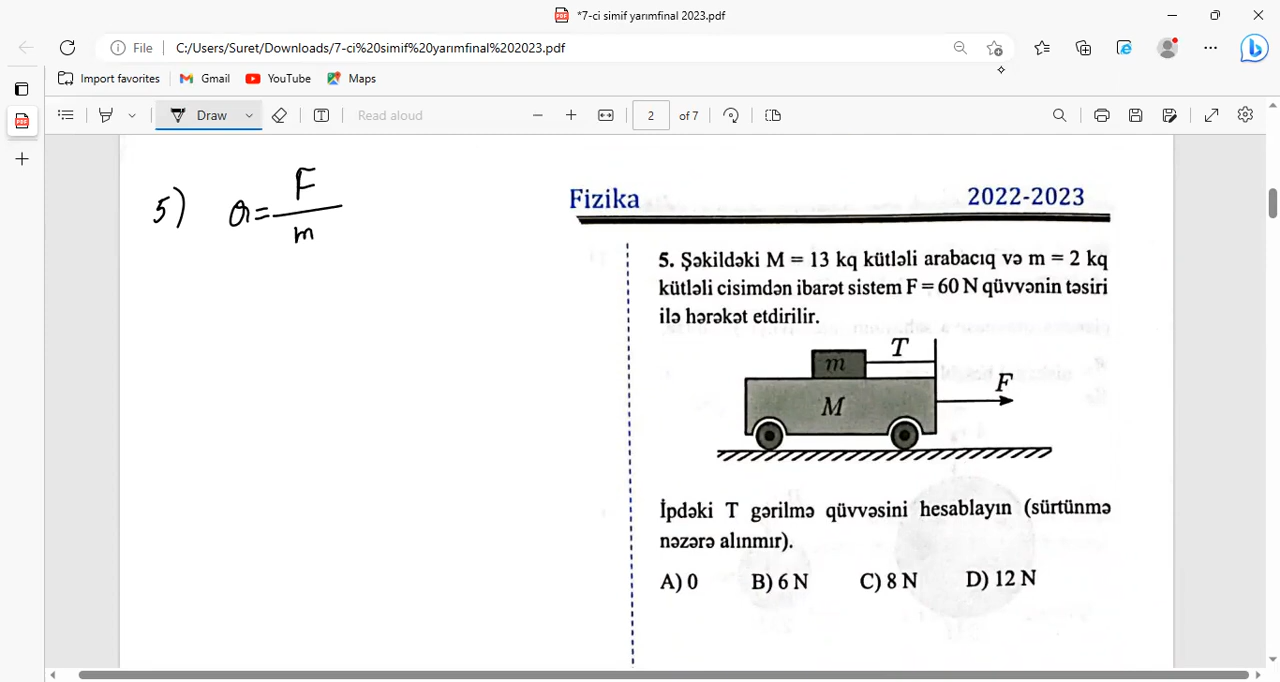 *7-ci simif yarımfinal 2023.pdf
File
C:/Users/Suret/Downloads/7-ci%20simif%20yarımfinal%202023.pdf
Import favorites
Gmail
YouTube
Maps
Draw
Read aloud
2 of 7
5) a = F
m
Fizika 2022-2023
5. Şəkildəki M = 13 kq kütləli arabacıq və m = 2 kq
kütləli cisimdən ibarət sistem F = 60 N qüvvənin təsiri
ilə hərəkət etdirilir.
T
m
F
M
İpdəki T gərilmə qüvvəsini hesablayın (sürtünmə
nəzərə alınmır).
A) 0 B) 6 N C) 8 N D) 12 N